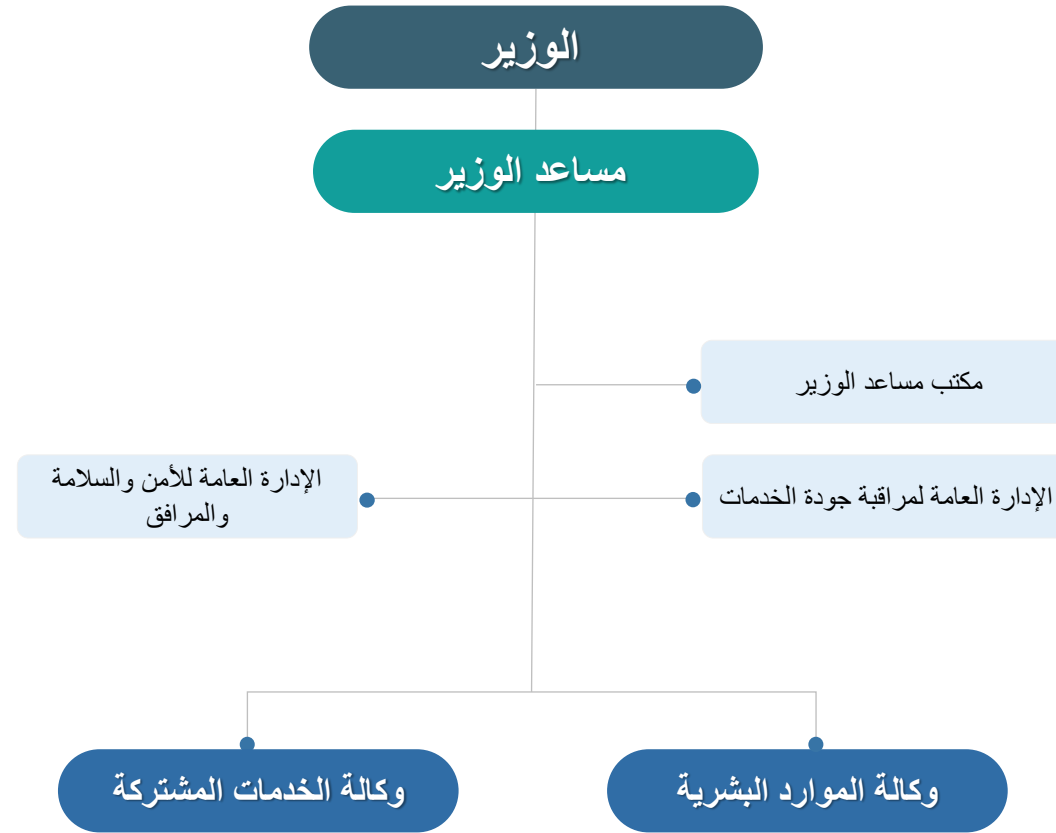 الوزير
مساعد الوزير
مكتب مساعد الوزير
الإدارة العامة لمراقبة جودة الخدمات
الإدارة العامة للأمن والسلامة
والمرافق
وكالة الموارد البشرية
وكالة الخدمات المشتركة